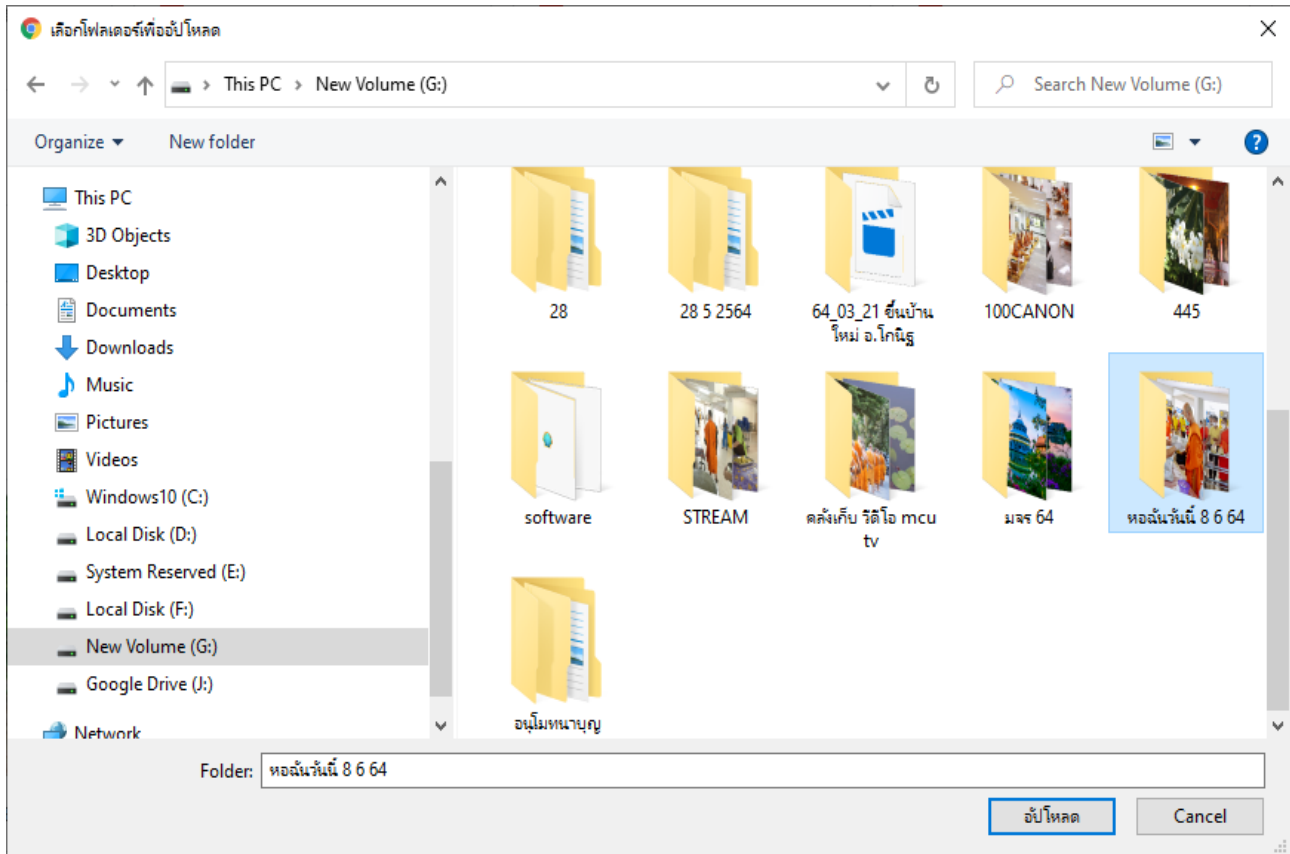 เลือกโฟลเดอร์เพื่ออัปโหลด
This PC > New Volume (G:)
Search New Volume (G:)
Organize
New folder
This PC
3D Objects
Desktop
Documents
Downloads
Music
Pictures
Videos
Windows10 (C:)
Local Disk (D:)
System Reserved (E:)
Local Disk (F:)
New Volume (G:)
Google Drive (J:)
Network
28
28 5 2564
64_03_21 ขึ้นบ้าน
ใหม่ อ.โกนิฐ
100CANON
445
software
STREAM
คลังเก็บ วิดิโอ mcu
tv
มจร 64
หอฉันวันนี้ 8 6 64
อนุโมทนาบุญ
Folder: หอฉันวันนี้ 8 6 64
อัปโหลด
Cancel